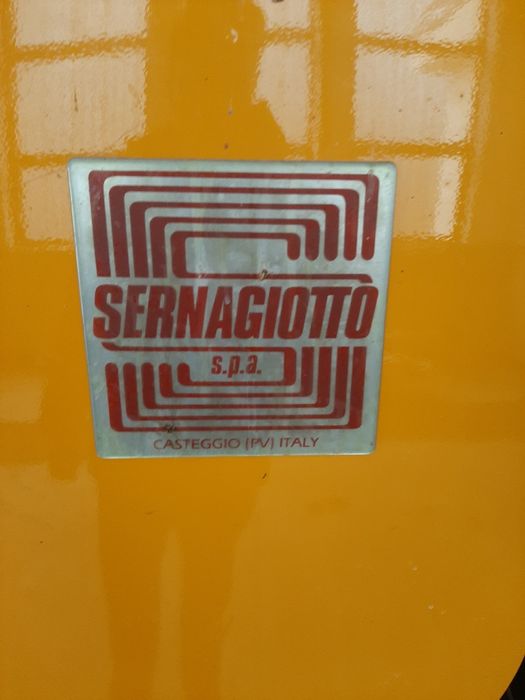 SERNAGIOTTO
s.p.a.
CASTEGGIO (PV) ITALY